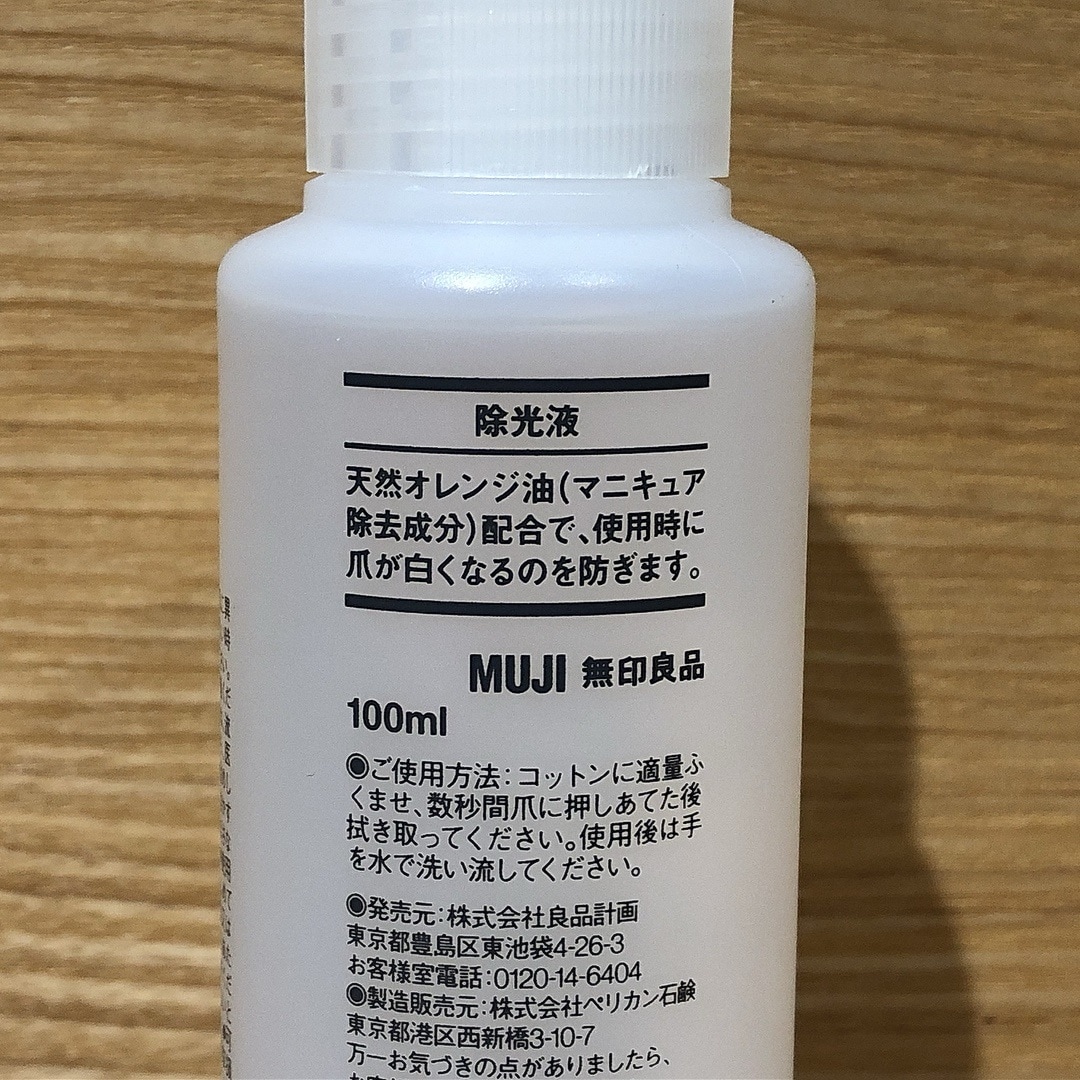 除光液
天然オレンジ油(マニキュア
除去成分)配合で、使用時に
爪が白くなるのを防ぎます。
MUJI 無印良品
100ml
◉ご使用方法:コットンに適量ふ
くませ、数秒間爪に押しあてた後
拭き取ってください。使用後は手
を水で洗い流してください。
◉発売元:株式会社良品計画
東京都豊島区東池袋4-26-3
お客様室電話:0120-14-6404
◉製造販売元:株式会社ペリカン石鹸
東京都港区西新橋3-10-7
万一お気づきの点がありましたら、